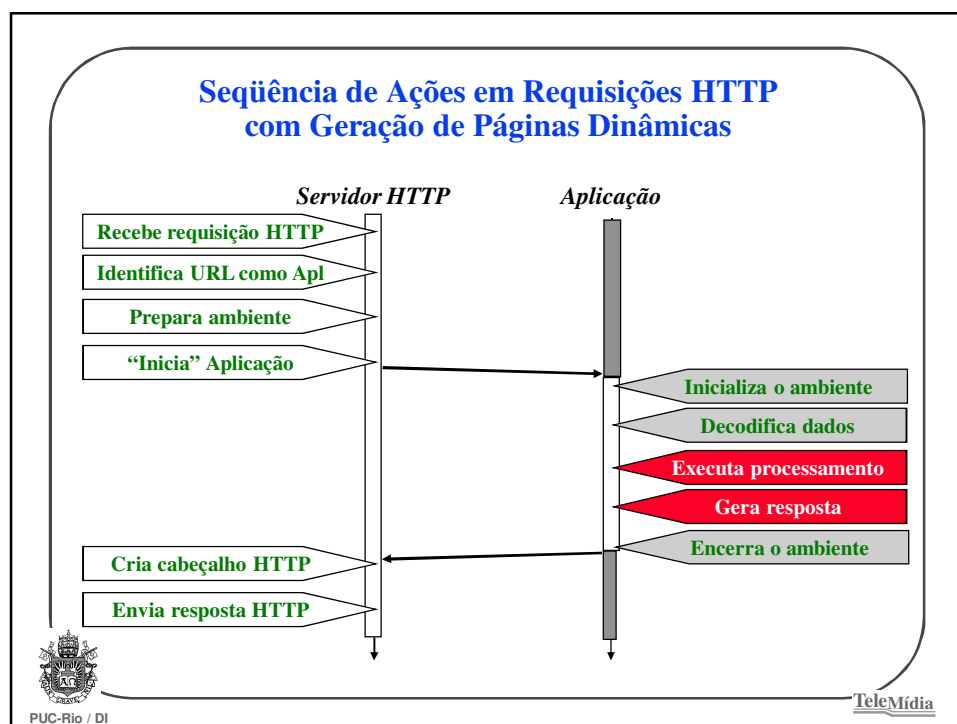 Seqüência de Ações em Requisições HTTP
com Geração de Páginas Dinâmicas
Servidor HTTP
Aplicação
Recebe requisição HTTP
Identifica URL como Apl
Prepara ambiente
“Inicia” Aplicação
Inicializa o ambiente
Decodifica dados
Executa processamento
Gera resposta
Encerra o ambiente
Cria cabeçalho HTTP
Envia resposta HTTP
PUC-Rio / DI
TeleMídia